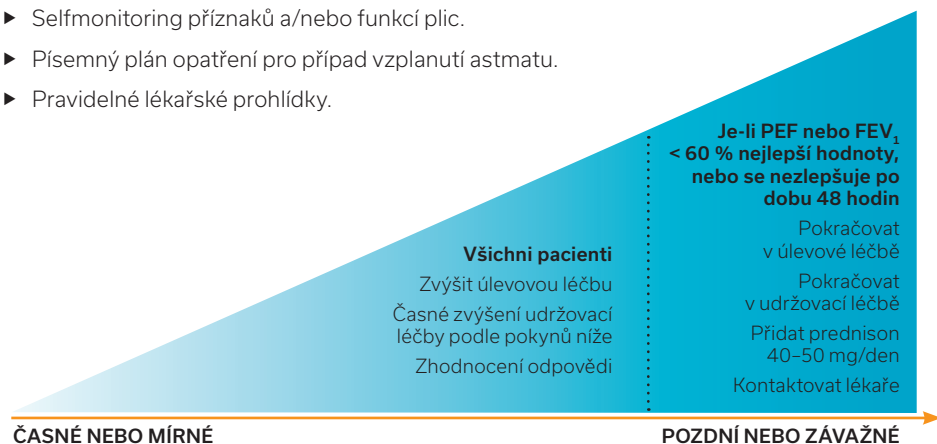 ▶ Selfmonitoring příznaků a/nebo funkcí plic.
▶ Písemný plán opatření pro případ vzplanutí astmatu.
▶ Pravidelné lékařské prohlídky.
Všichni pacienti
Zvýšit úlevovou léčbu
Časné zvýšení udržovací
léčby podle pokynů níže
Zhodnocení odpovědi
Je-li PEF nebo FEV₁
< 60 % nejlepší hodnoty,
nebo se nezlepšuje po
dobu 48 hodin
Pokračovat
v úlevové léčbě
Pokračovat
v udržovací léčbě
Přidat prednison
40–50 mg/den
Kontaktovat lékaře
ČASNÉ NEBO MÍRNÉ
POZDNÍ NEBO ZÁVAŽNÉ